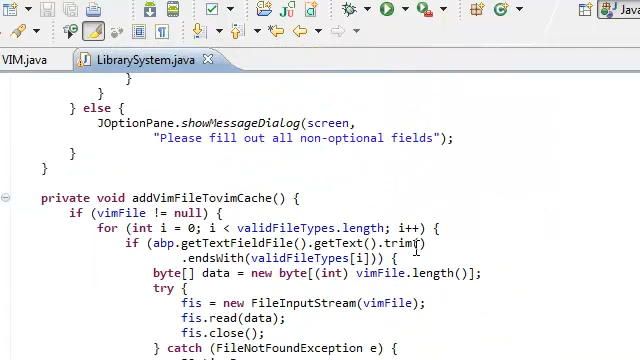 Java
VIM.java
LibrarySystem.java
}
}
} else {
JOptionPane.showMessageDialog(screen,
"Please fill out all non-optional fields");
}
}
private void addVimFileTovimCache() {
if (vimFile != null) {
for (int i = 0; i < validFileTypes.length; i++) {
if (abp.getTextFieldFile().getText().trim()
.endsWith(validFileTypes[i])) {
byte[] data = new byte[(int) vimFile.length()];
try {
fis = new FileInputStream(vimFile);
fis.read(data);
fis.close();
} catch (FileNotFoundException e) {